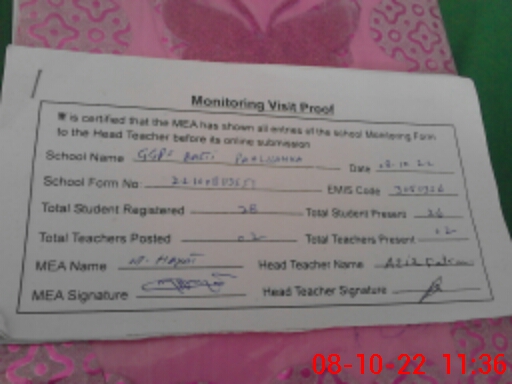 Monitoring Visit Proof
It is certified that the MEA has shown all entries of the school Monitoring Form
to the Head Teacher before its online submission
School Name GGPS Date 08.10.22
School Form No: EMIS Code
Total Student Registered 28 Total Student Present 26
Total Teachers Posted 02 Total Teachers Present 02
MEA Name M. Hayat Head Teacher Name
MEA Signature Head Teacher Signature
08-10-22 11:36